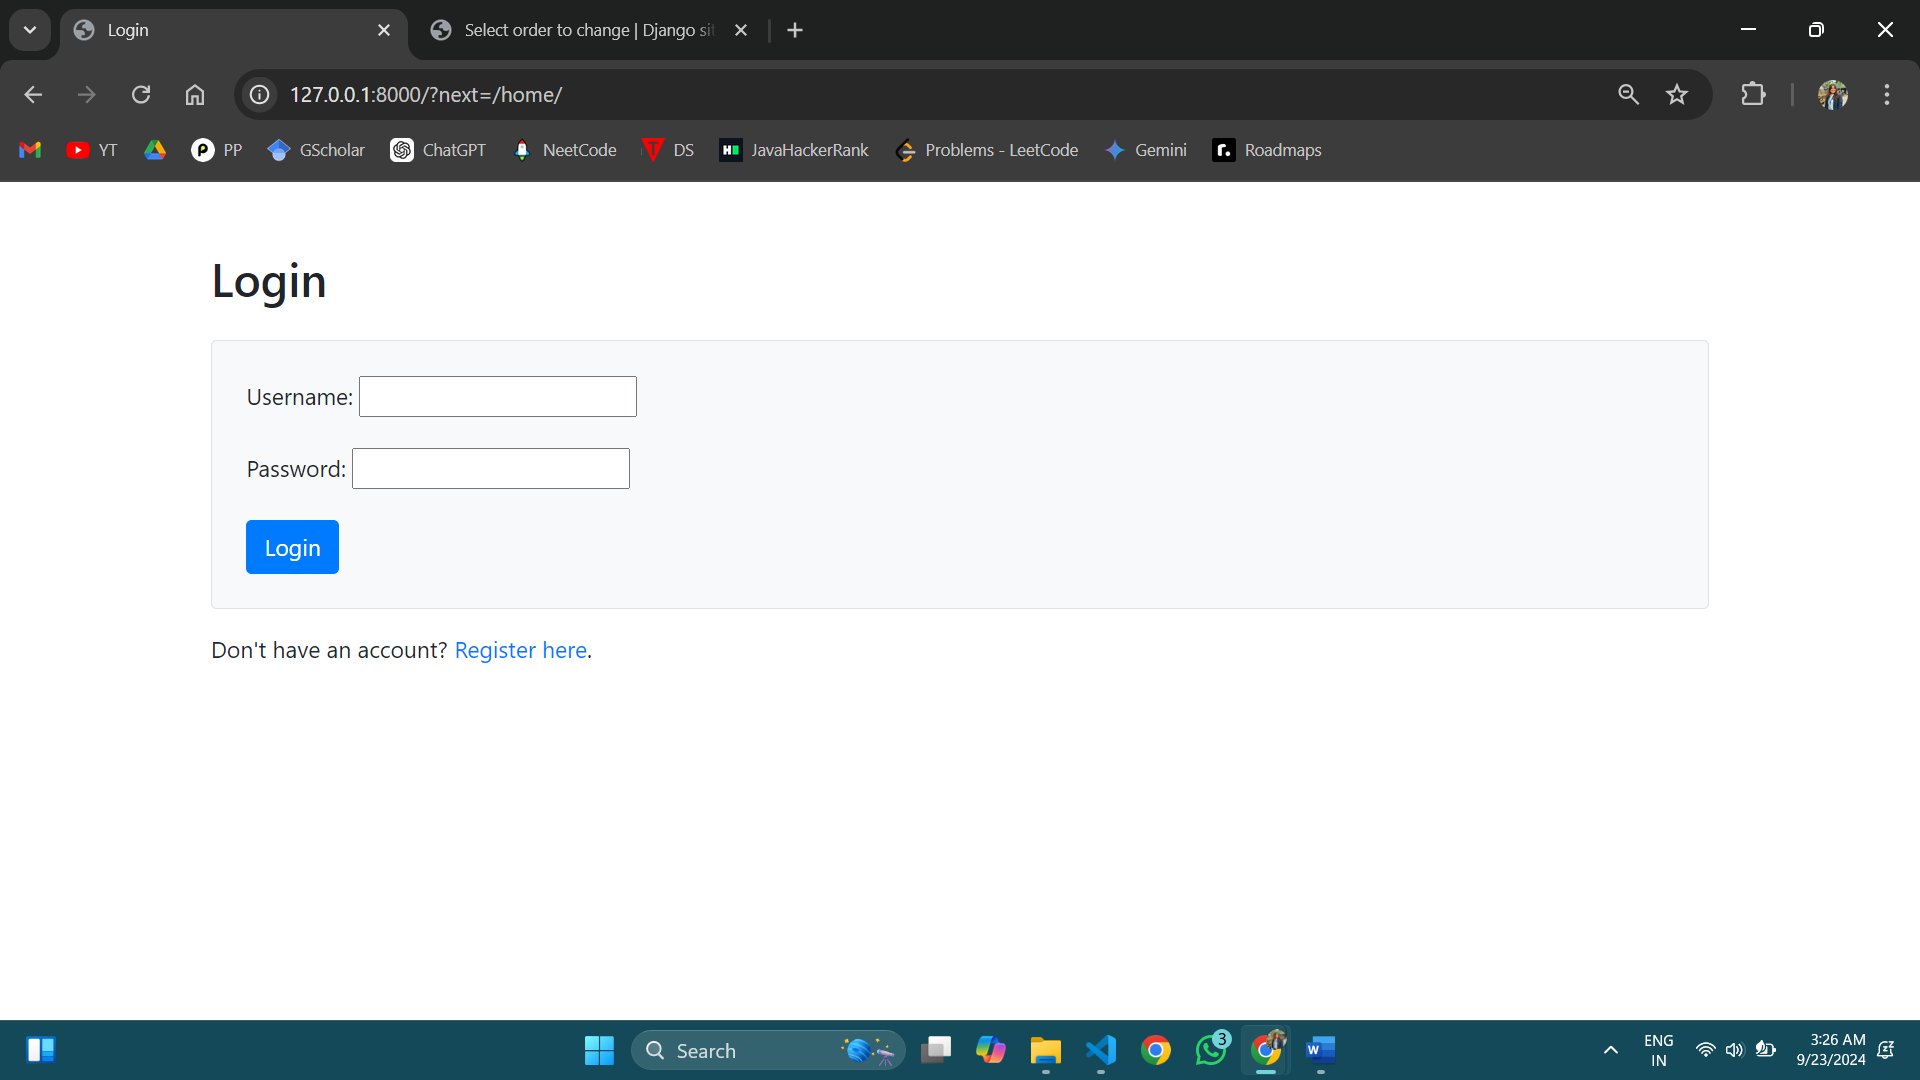 Login
Select order to change | Django sit
127.0.0.1:8000/?next=/home/
YT
PP
GScholar
ChatGPT
NeetCode
DS
JavaHackerRank
Problems - LeetCode
Gemini
Roadmaps
Login
Username:
Password:
Login
Don't have an account? Register here.
Search
3
ENG
IN
3:26 AM
9/23/2024